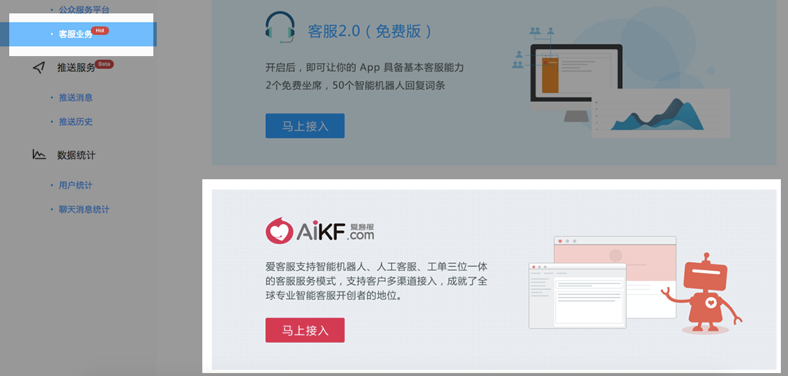 公众服务平台
客服业务 Hot
推送服务 Beta
推送消息
推送历史
数据统计
用户统计
聊天消息统计
客服2.0（免费版）
开启后，即可让你的 App 具备基本客服能力
2个免费坐席，50个智能机器人回复词条
马上接入
AiKF.com 爱客服
爱客服支持智能机器人、人工客服、工单三位一体
的客服服务模式，支持客户多渠道接入，成就了全
球专业智能客服开创者的地位。
马上接入